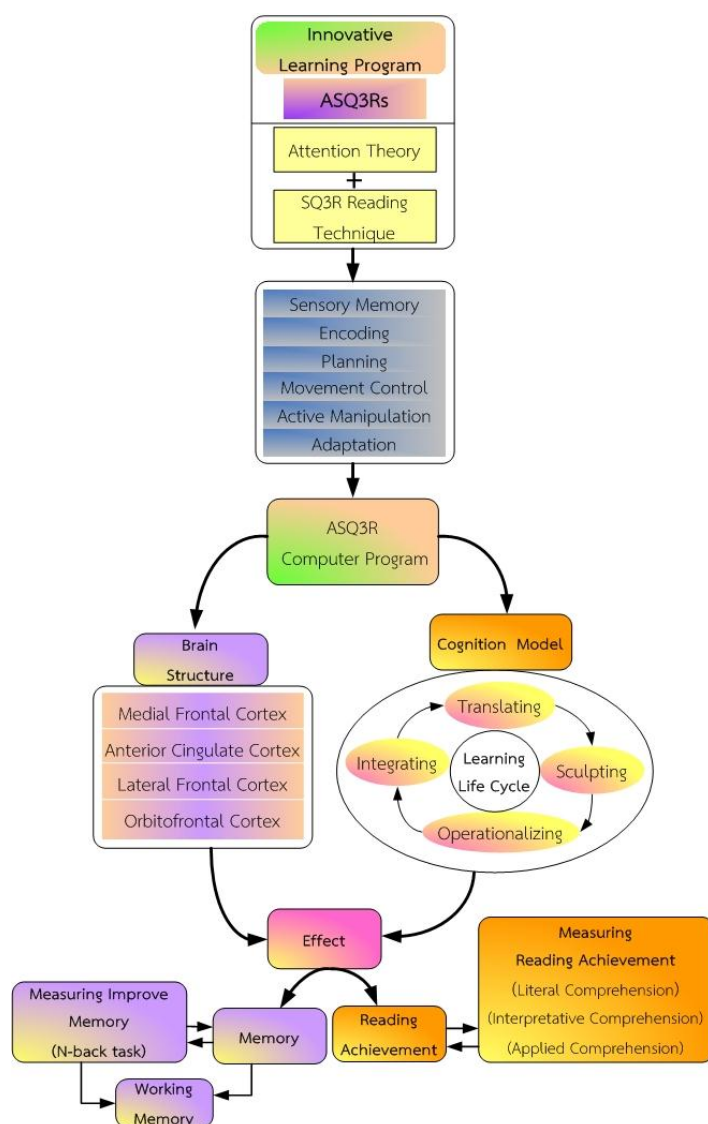 Innovative
Learning Program
ASQ3Rs
Attention Theory
+
SQ3R Reading
Technique
Sensory Memory
Encoding
Planning
Movement Control
Active Manipulation
Adaptation
ASQ3R
Computer Program
Brain
Structure
Medial Frontal Cortex
Anterior Cingulate Cortex
Lateral Frontal Cortex
Orbitofrontal Cortex
Cognition Model
Translating
Integrating
Learning
Life Cycle
Sculpting
Operationalizing
Effect
Measuring Improve
Memory
(N-back task)
Memory
Working
Memory
Reading
Achievement
Measuring
Reading Achievement
(Literal Comprehension)
(Interpretative Comprehension)
(Applied Comprehension)